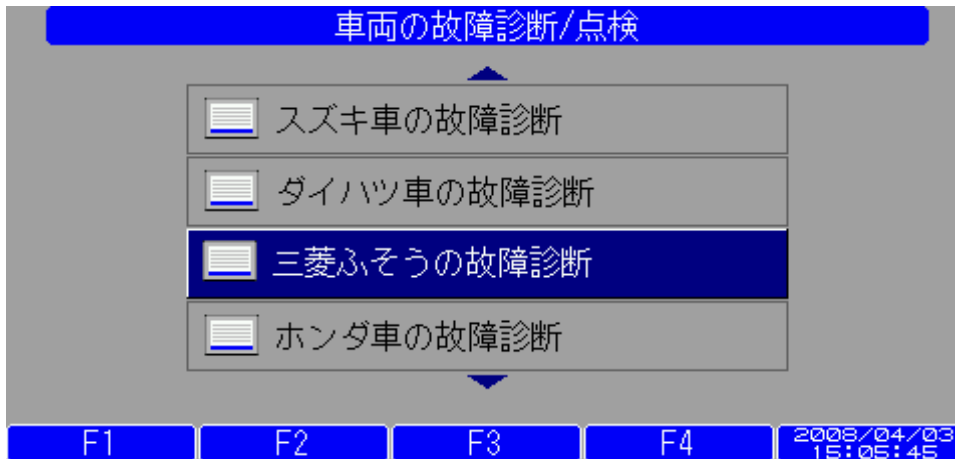 車両の故障診断/点検
スズキ車の故障診断
ダイハツ車の故障診断
三菱ふそうの故障診断
ホンダ車の故障診断
F1 F2 F3 F4 2008/04/03
15:05:45